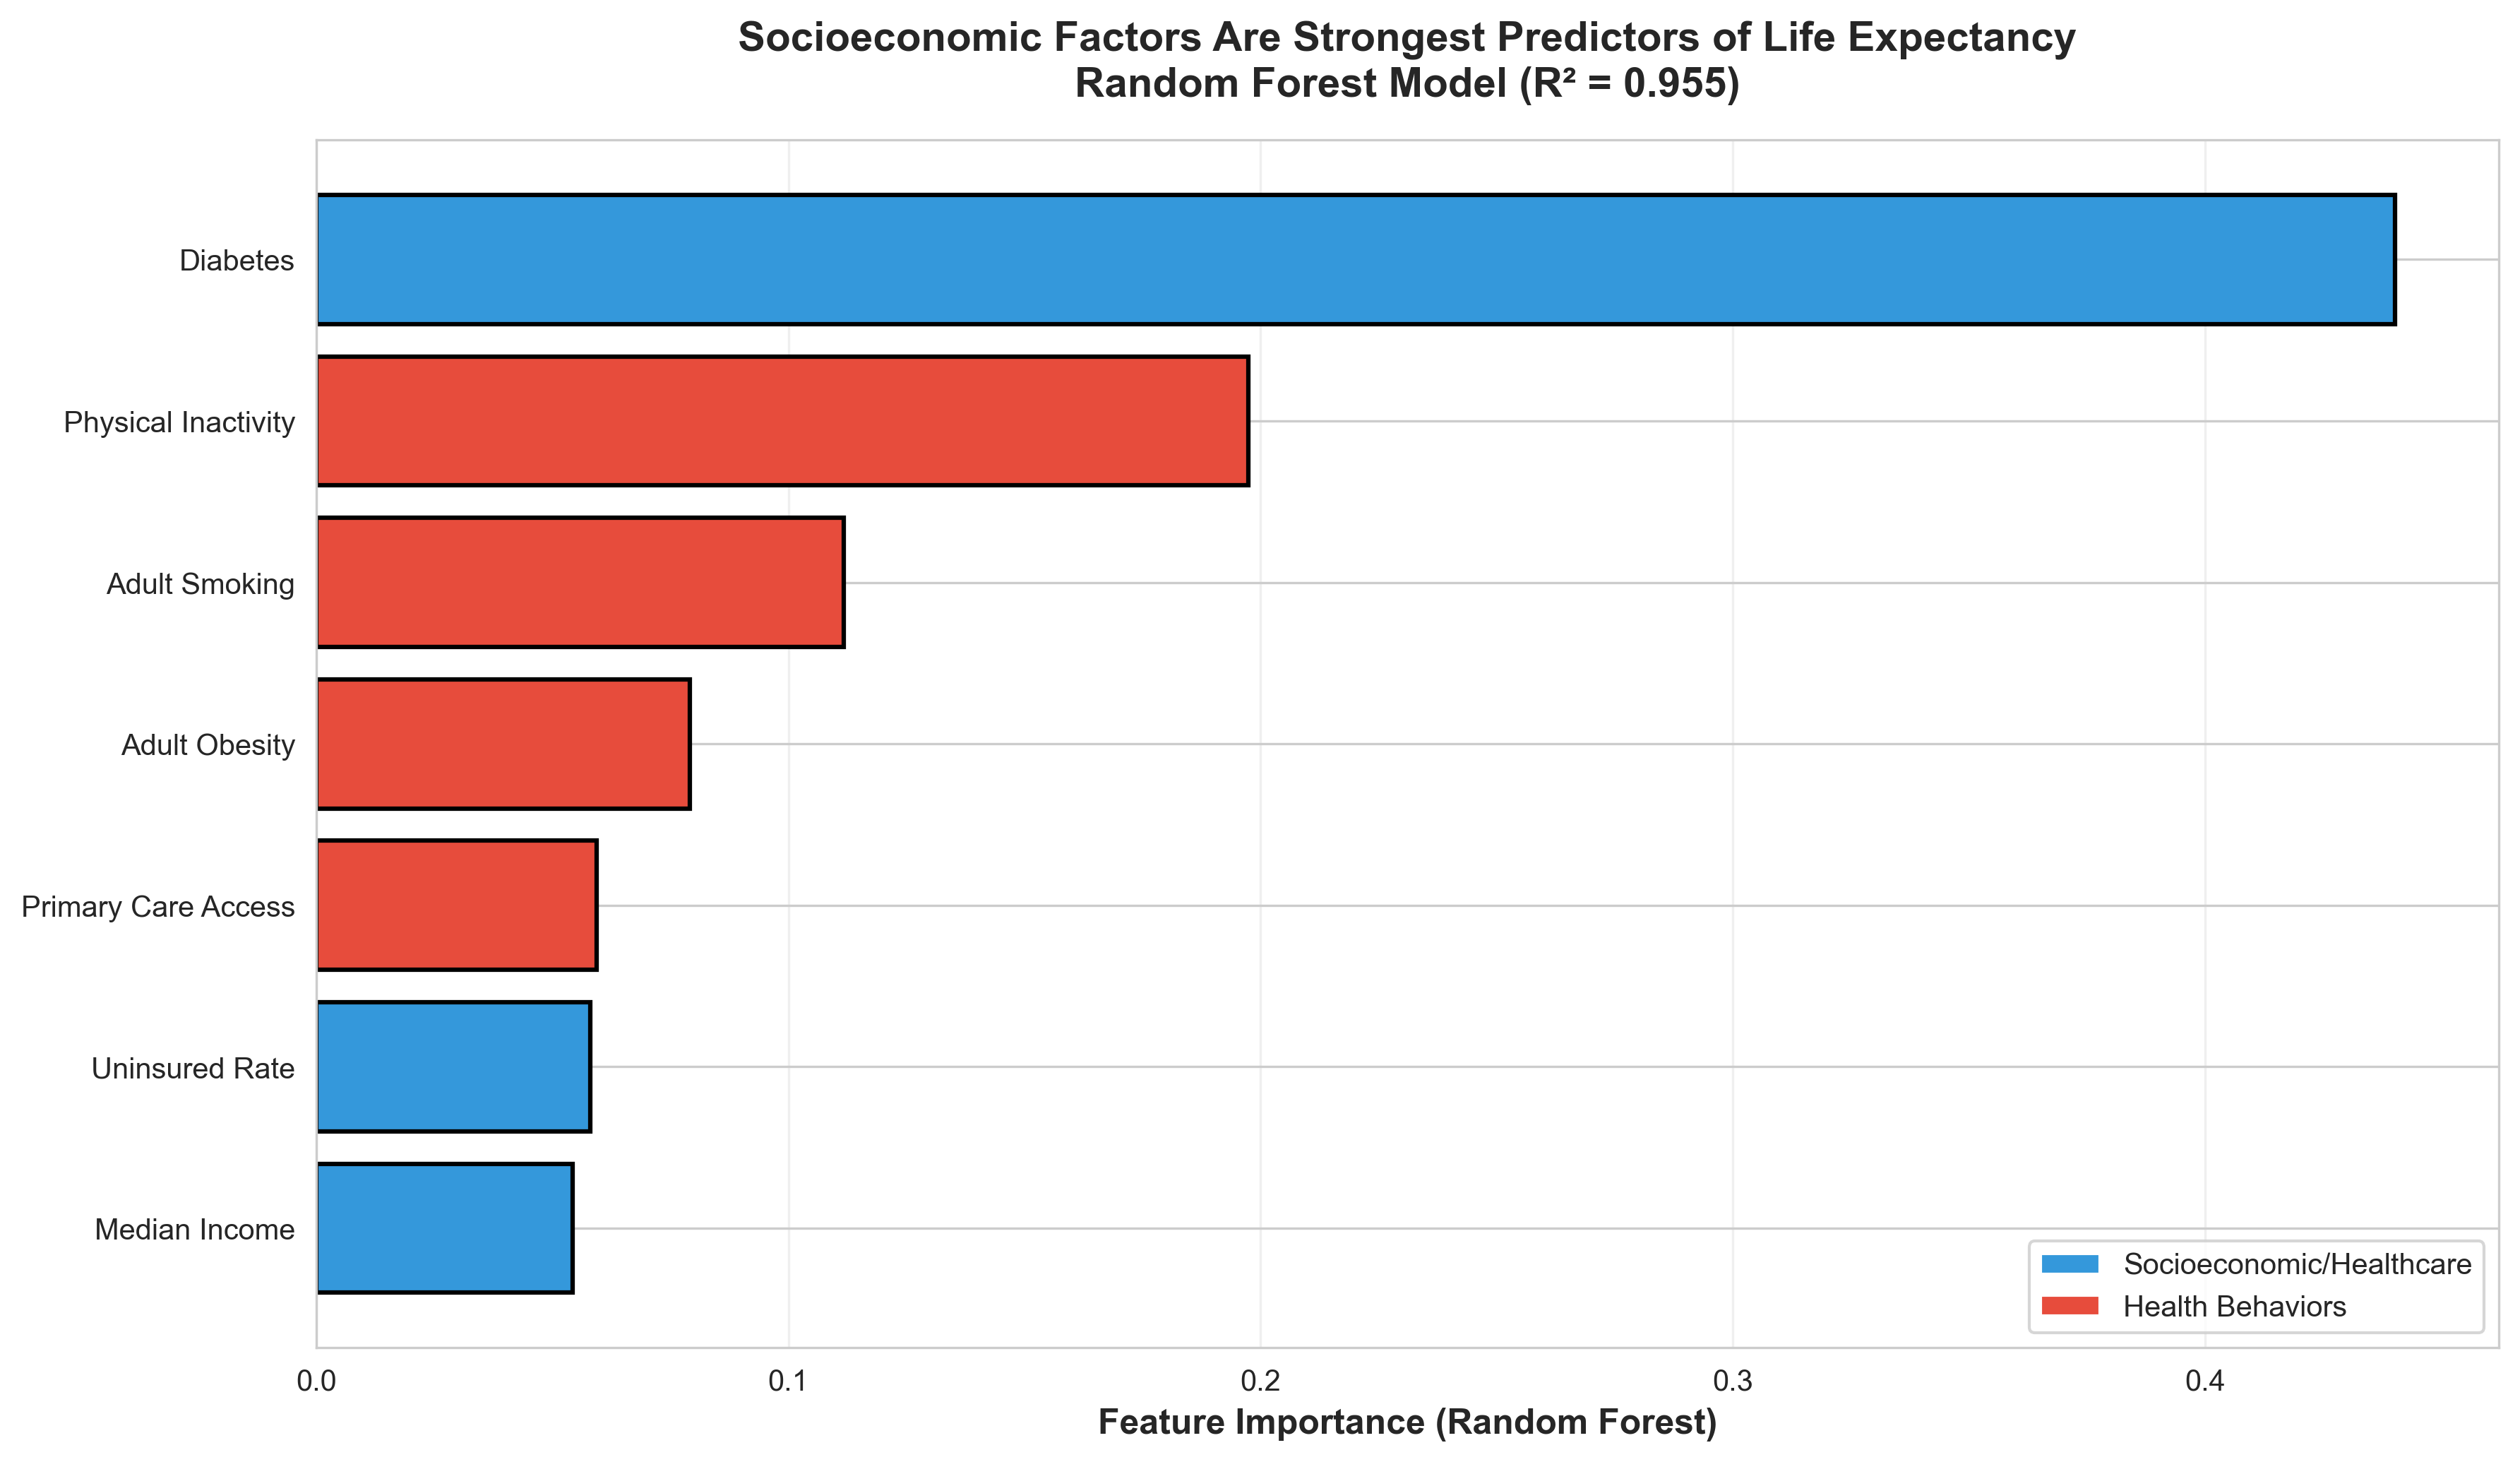 Socioeconomic Factors Are Strongest Predictors of Life Expectancy
Random Forest Model (R² = 0.955)
Diabetes
Physical Inactivity
Adult Smoking
Adult Obesity
Primary Care Access
Uninsured Rate
Median Income
Socioeconomic/Healthcare
Health Behaviors
0.0 0.1 0.2 0.3 0.4
Feature Importance (Random Forest)